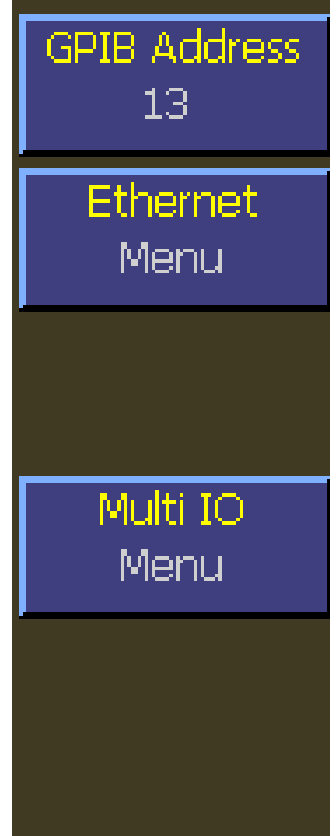 GPIB Address
13
Ethernet
Menu
Multi IO
Menu